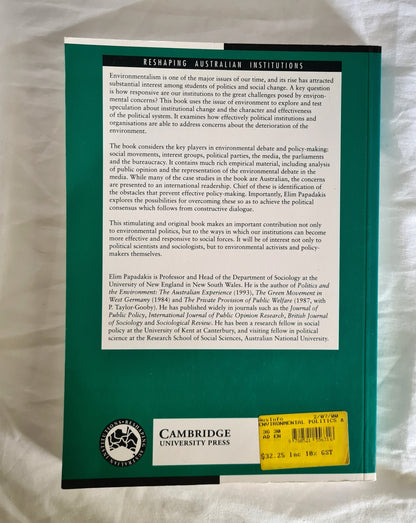 RESHAPING AUSTRALIAN INSTITUTIONS
Environmentalism is one of the major issues of our time, and its rise has attracted
substantial interest among students of politics and social change. A key question
is how responsive are our institutions to the great challenges posed by environ-
mental concerns? This book uses the issue of environment to explore and test
speculation about institutional change and the character and effectiveness
of the political system. It examines how effectively political institutions and
organisations are able to address concerns about the deterioration of the
environment.
The book considers the key players in environmental debate and policy-making:
social movements, interest groups, political parties, the media, the parliaments
and the bureaucracy. It contains much rich empirical material, including analysis
of public opinion and the representation of the environmental debate in the
media. While many of the case studies in the book are Australian, the concerns
are presented to an international readership. Chief of these is identification of
the obstacles that prevent effective policy-making. Importantly, Elim Papadakis
explores the possibilities for overcoming these so as to achieve the political
consensus which follows from constructive dialogue.
This stimulating and original book makes an important contribution not only
to environmental politics, but to the ways in which our institutions can become
more effective and responsive to social forces. It will be of interest not only to
political scientists and sociologists, but to environmental activists and policy-
makers themselves.
Elim Papadakis is Professor and Head of the Department of Sociology at the
University of New England in New South Wales. He is the author of Politics and
the Environment: The Australian Experience (1993), The Green Movement in
West Germany (1984) and The Private Provision of Public Welfare (1987, with
P. Taylor-Gooby). He has published widely in journals such as the Journal of
Public Policy, International Journal of Public Opinion Research, British Journal
of Sociology and Sociological Review. He has been a research fellow in social
policy at the University of Kent at Canterbury, and visiting fellow in political
science at the Research School of Social Sciences, Australian National University.
CAMBRIDGE
UNIVERSITY PRESS
AusInfo 2/07/00
ENVIRONMENTAL POLITICS &
36 30
AD EN
$32.25 Inc 10% GST